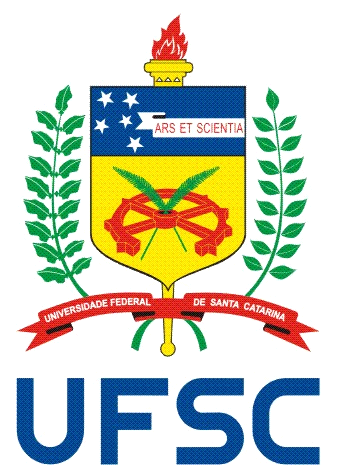 ARS ET SCIENTIA
UNIVERSIDADE FEDERAL DE SANTA CATARINA
UFSC